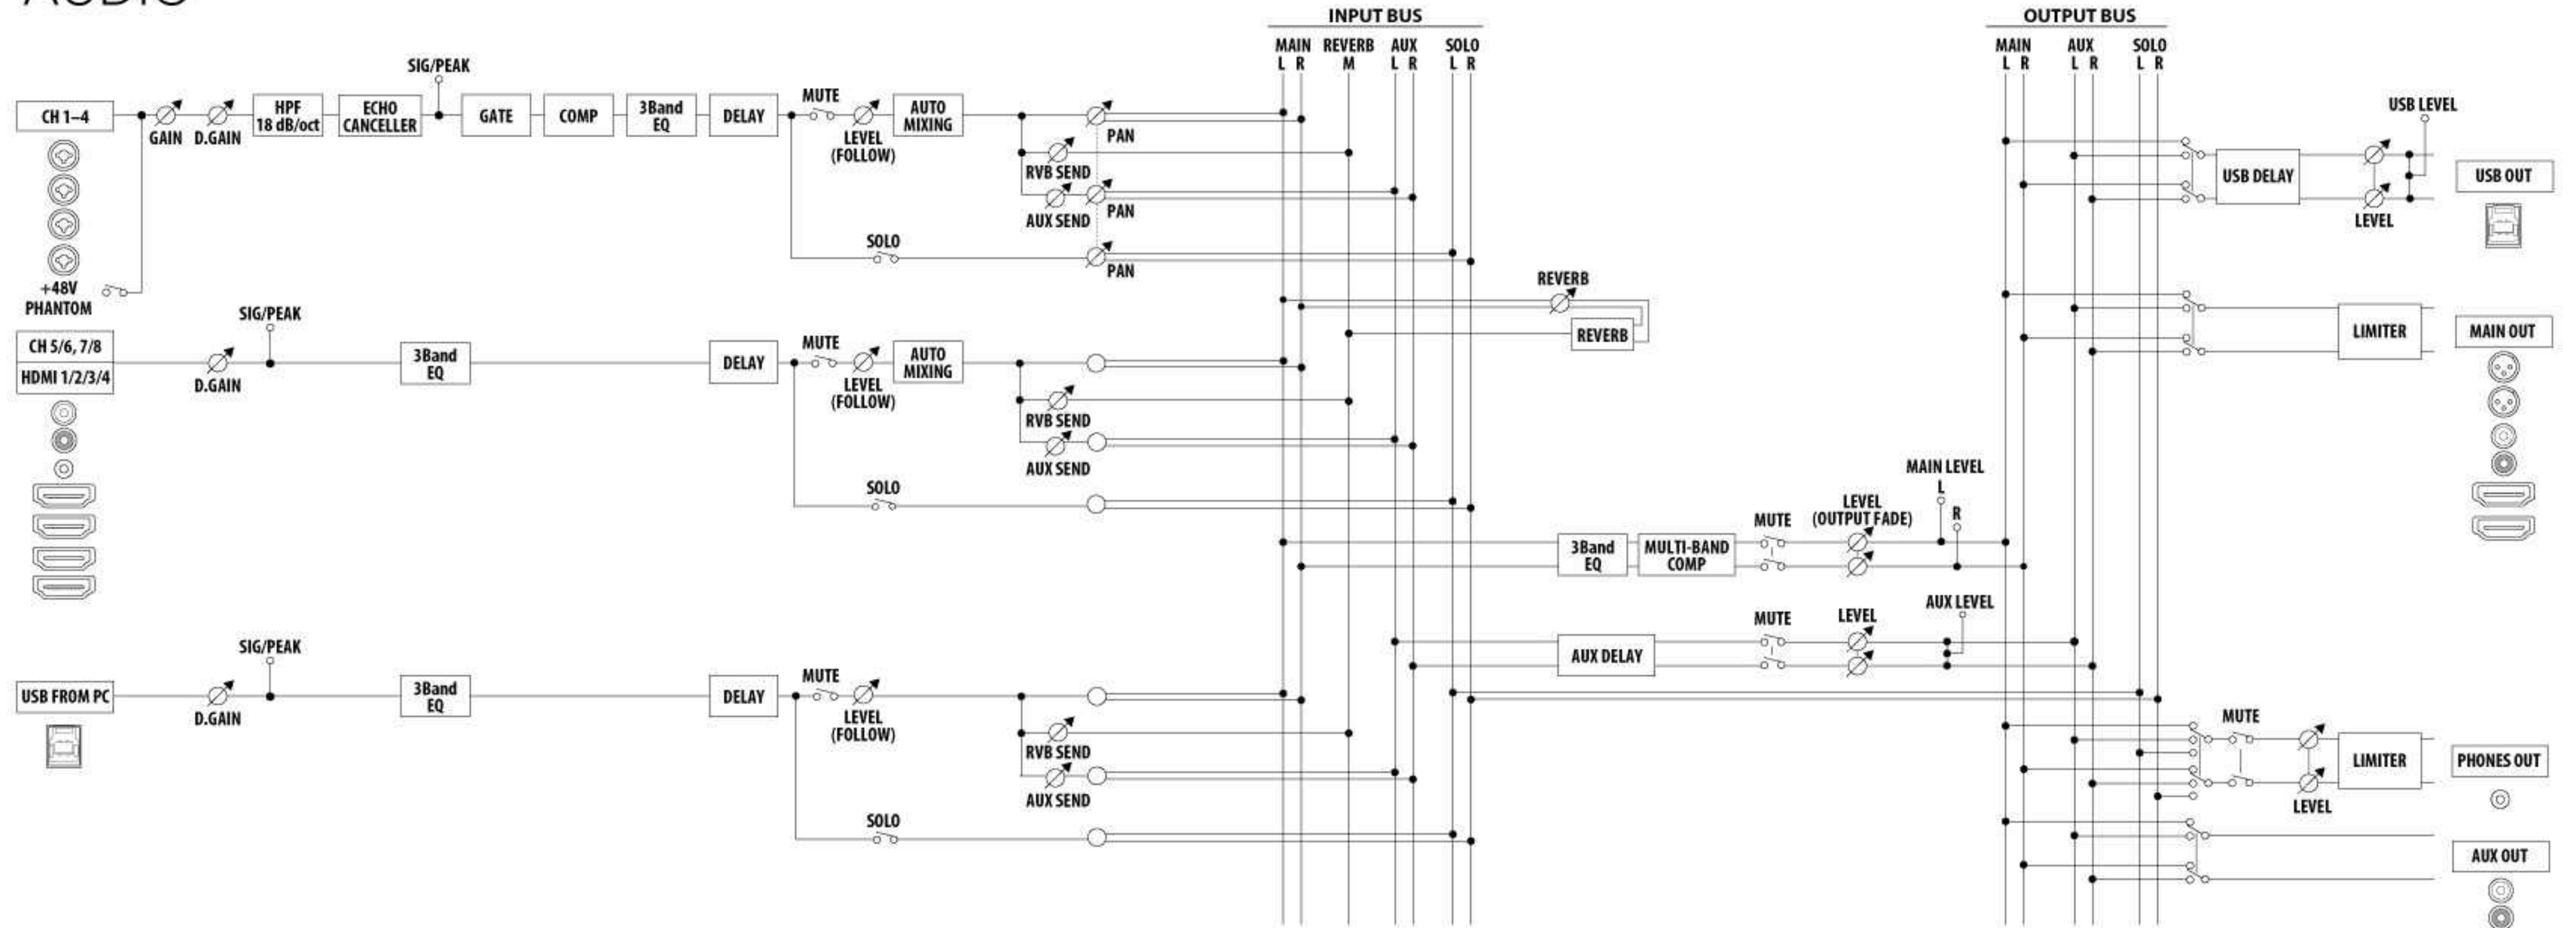 AUDIO
INPUT BUS
MAIN REVERB AUX SOLO
L R M L R L R
OUTPUT BUS
MAIN AUX SOLO
L R L R L R
CH 1–4
SIG/PEAK
GAIN
D.GAIN
HPF
18 dB/oct
ECHO
CANCELLER
GATE
COMP
3Band
EQ
DELAY
MUTE
LEVEL
(FOLLOW)
AUTO
MIXING
PAN
RVB SEND
AUX SEND
PAN
SOLO
PAN
+48V
PHANTOM
CH 5/6, 7/8
HDMI 1/2/3/4
SIG/PEAK
D.GAIN
3Band
EQ
DELAY
MUTE
LEVEL
(FOLLOW)
AUTO
MIXING
RVB SEND
AUX SEND
SOLO
USB FROM PC
SIG/PEAK
D.GAIN
3Band
EQ
DELAY
MUTE
LEVEL
(FOLLOW)
RVB SEND
AUX SEND
SOLO
REVERB
REVERB
3Band
EQ
MULTI-BAND
COMP
MUTE
LEVEL
(OUTPUT FADE)
MAIN LEVEL
L
R
AUX DELAY
MUTE
LEVEL
AUX LEVEL
USB LEVEL
USB DELAY
LEVEL
USB OUT
LIMITER
MAIN OUT
MUTE
LEVEL
LIMITER
PHONES OUT
AUX OUT